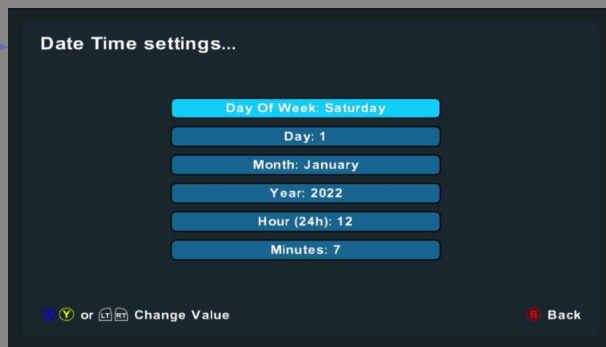 Date Time settings...
Day Of Week: Saturday
Day: 1
Month: January
Year: 2022
Hour (24h): 12
Minutes: 7
X Y or LT RT Change Value
B Back